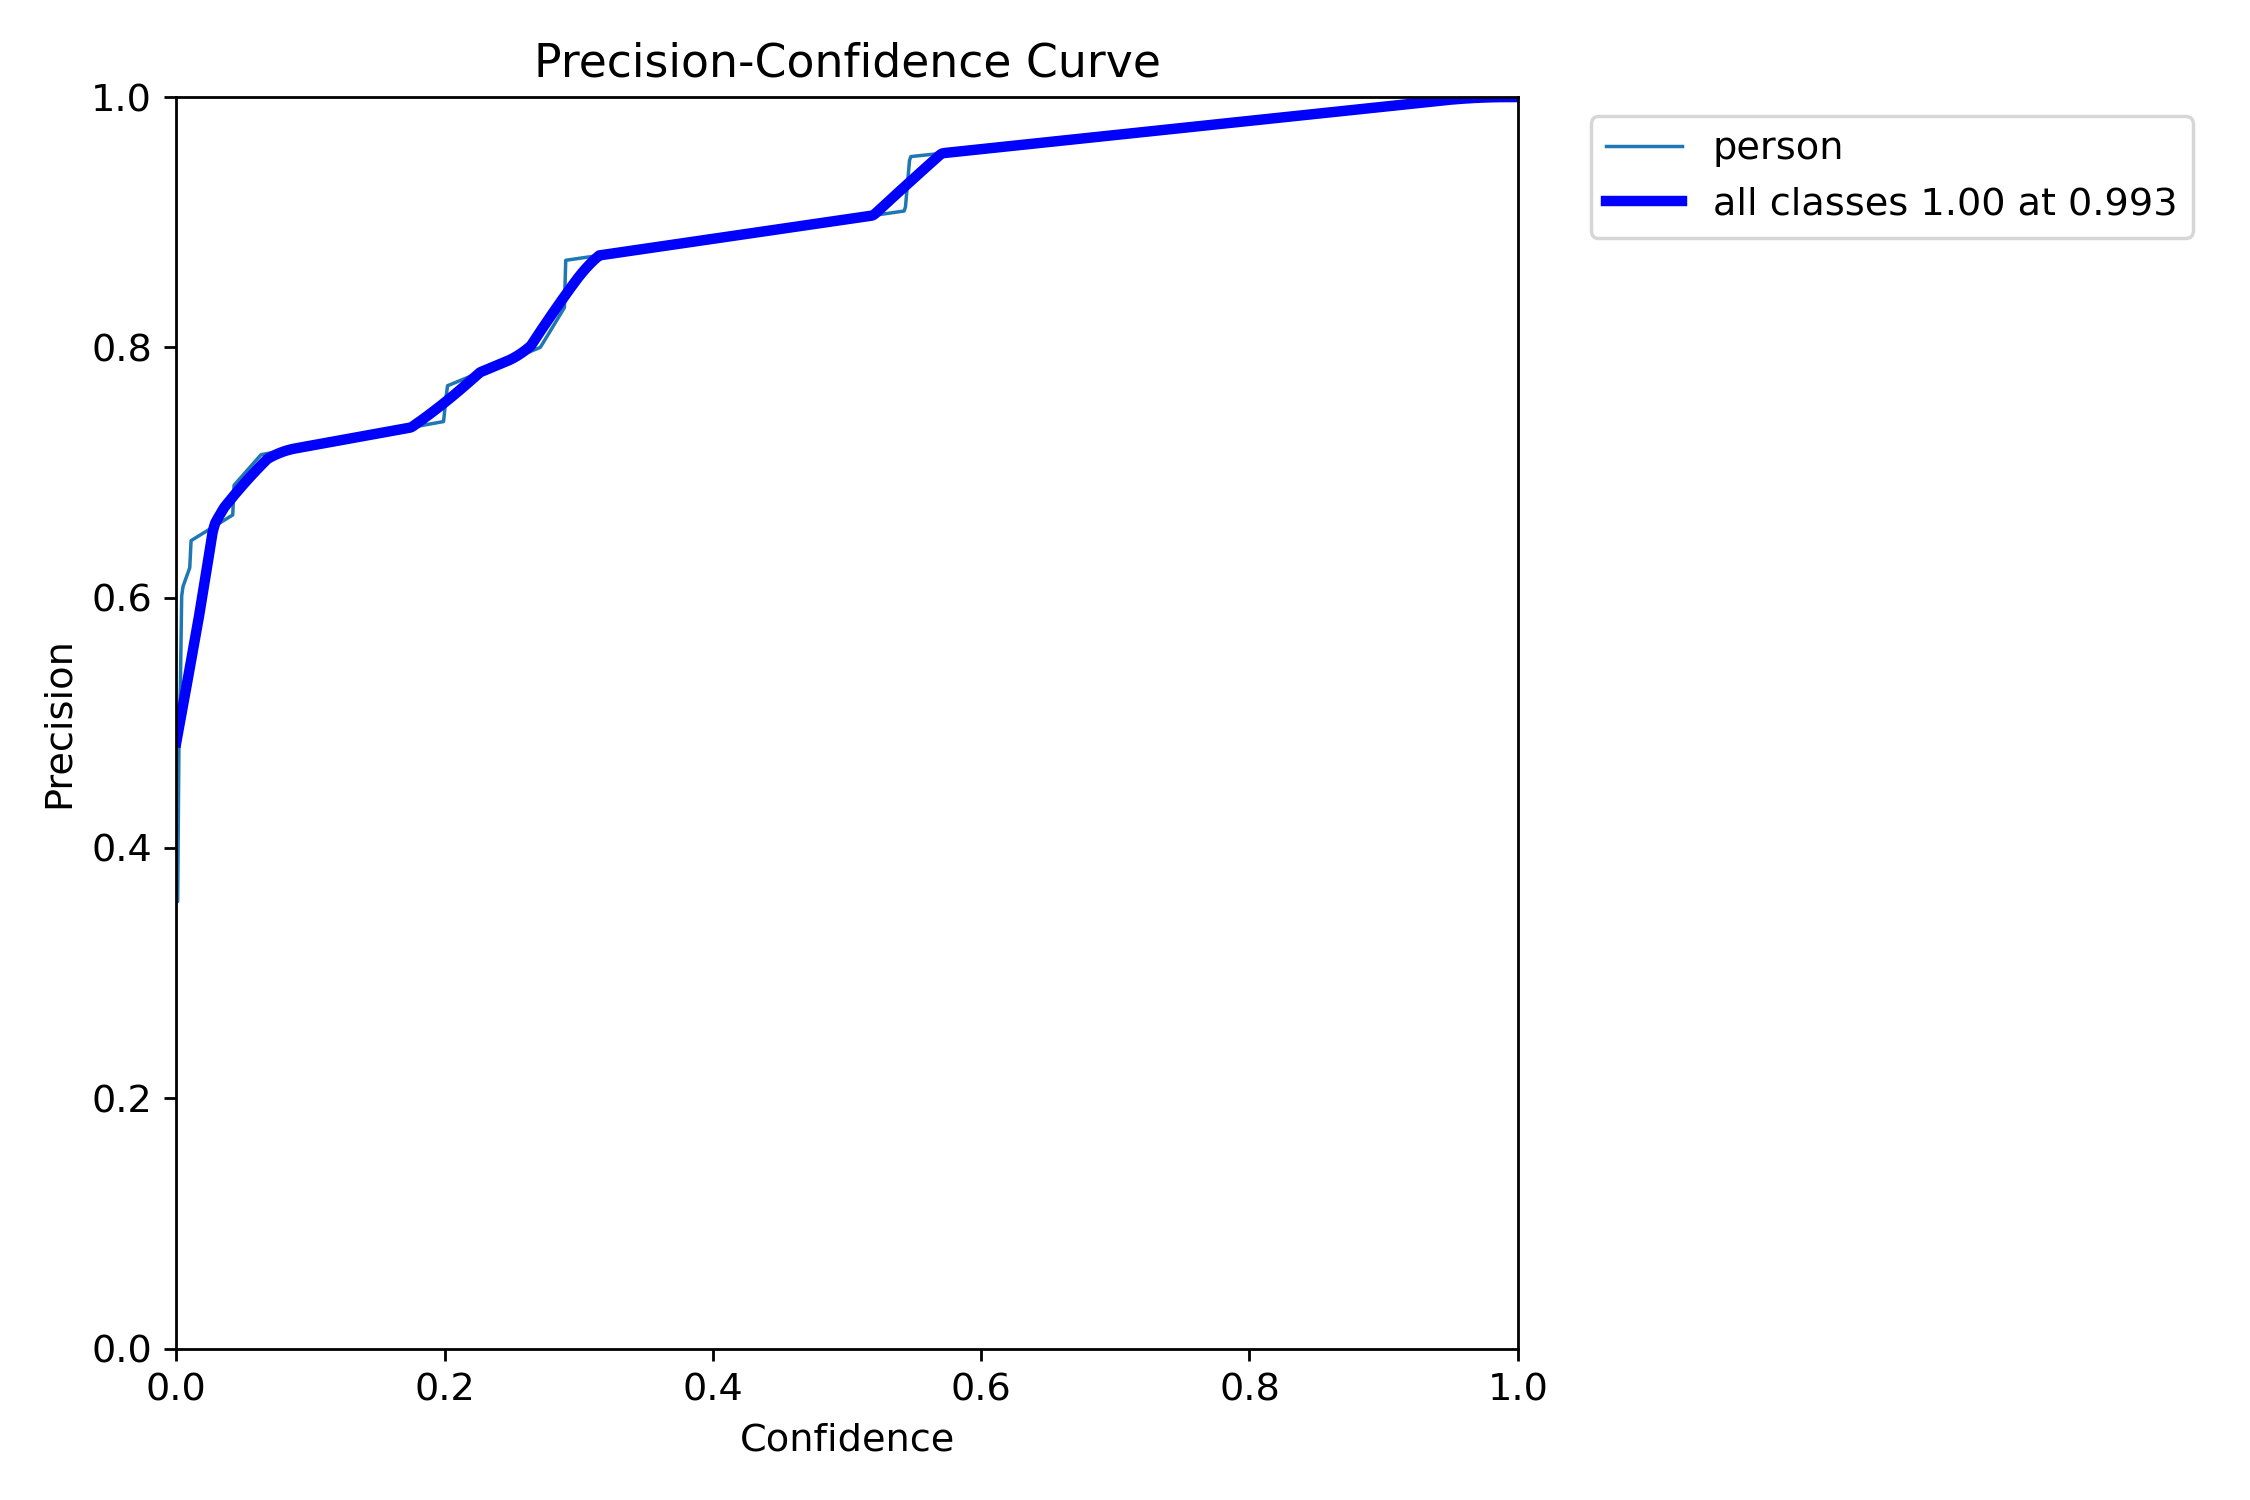 Precision-Confidence Curve
1.0
0.8
0.6
0.4
0.2
0.0
Precision
0.0 0.2 0.4 0.6 0.8 1.0
Confidence
person
all classes 1.00 at 0.993